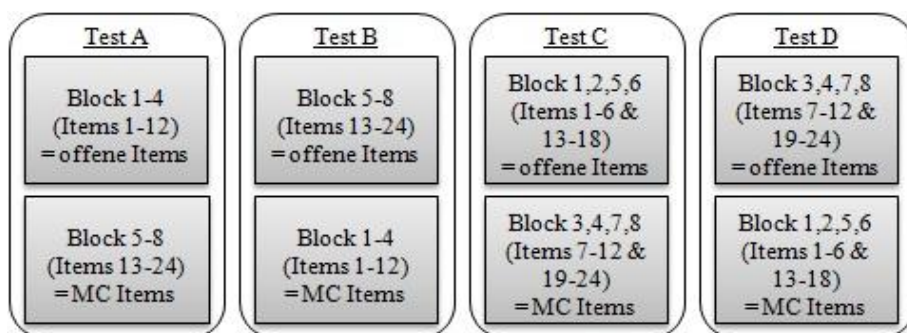 Test A
Block 1-4
(Items 1-12)
= offene Items
Block 5-8
(Items 13-24)
=MC Items
Test B
Block 5-8
(Items 13-24)
= offene Items
Block 1-4
(Items 1-12)
= MC Items
Test C
Block 1,2,5,6
(Items 1-6 &
13-18)
= offene Items
Block 3,4,7,8
(Items 7-12 &
19-24)
= MC Items
Test D
Block 3,4,7,8
(Items 7-12 &
19-24)
= offene Items
Block 1,2,5,6
(Items 1-6 &
13-18)
= MC Items